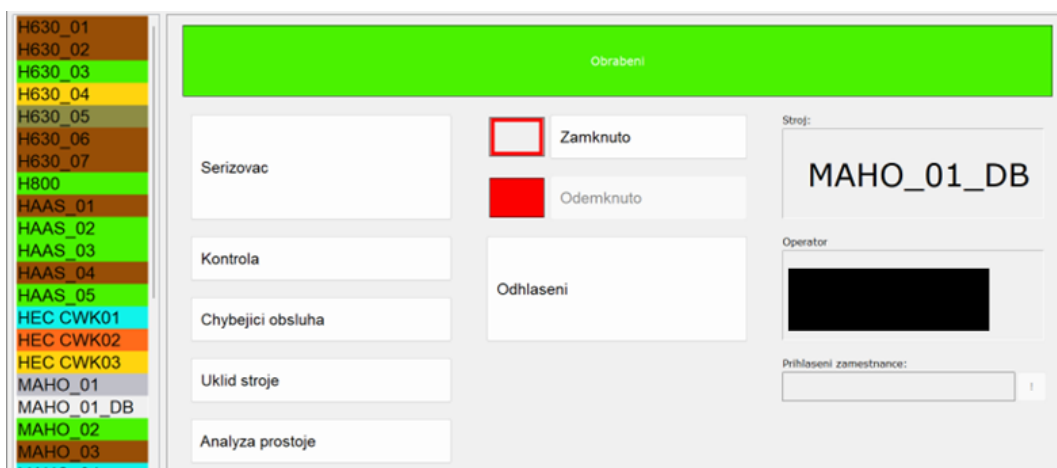 H630_01
H630_02
H630_03
H630_04
H630_05
H630_06
H630_07
H800
HAAS_01
HAAS_02
HAAS_03
HAAS_04
HAAS_05
HEC CWK01
HEC CWK02
HEC CWK03
MAHO_01
MAHO_01_DB
MAHO_02
MAHO_03
Obrabeni
Serizovac
Kontrola
Chybejici obsluha
Uklid stroje
Analyza prostoje
Zamknuto
Odemknuto
Odhlaseni
Stroj:
MAHO_01_DB
Operator
Prihlaseni zamestnance:
!